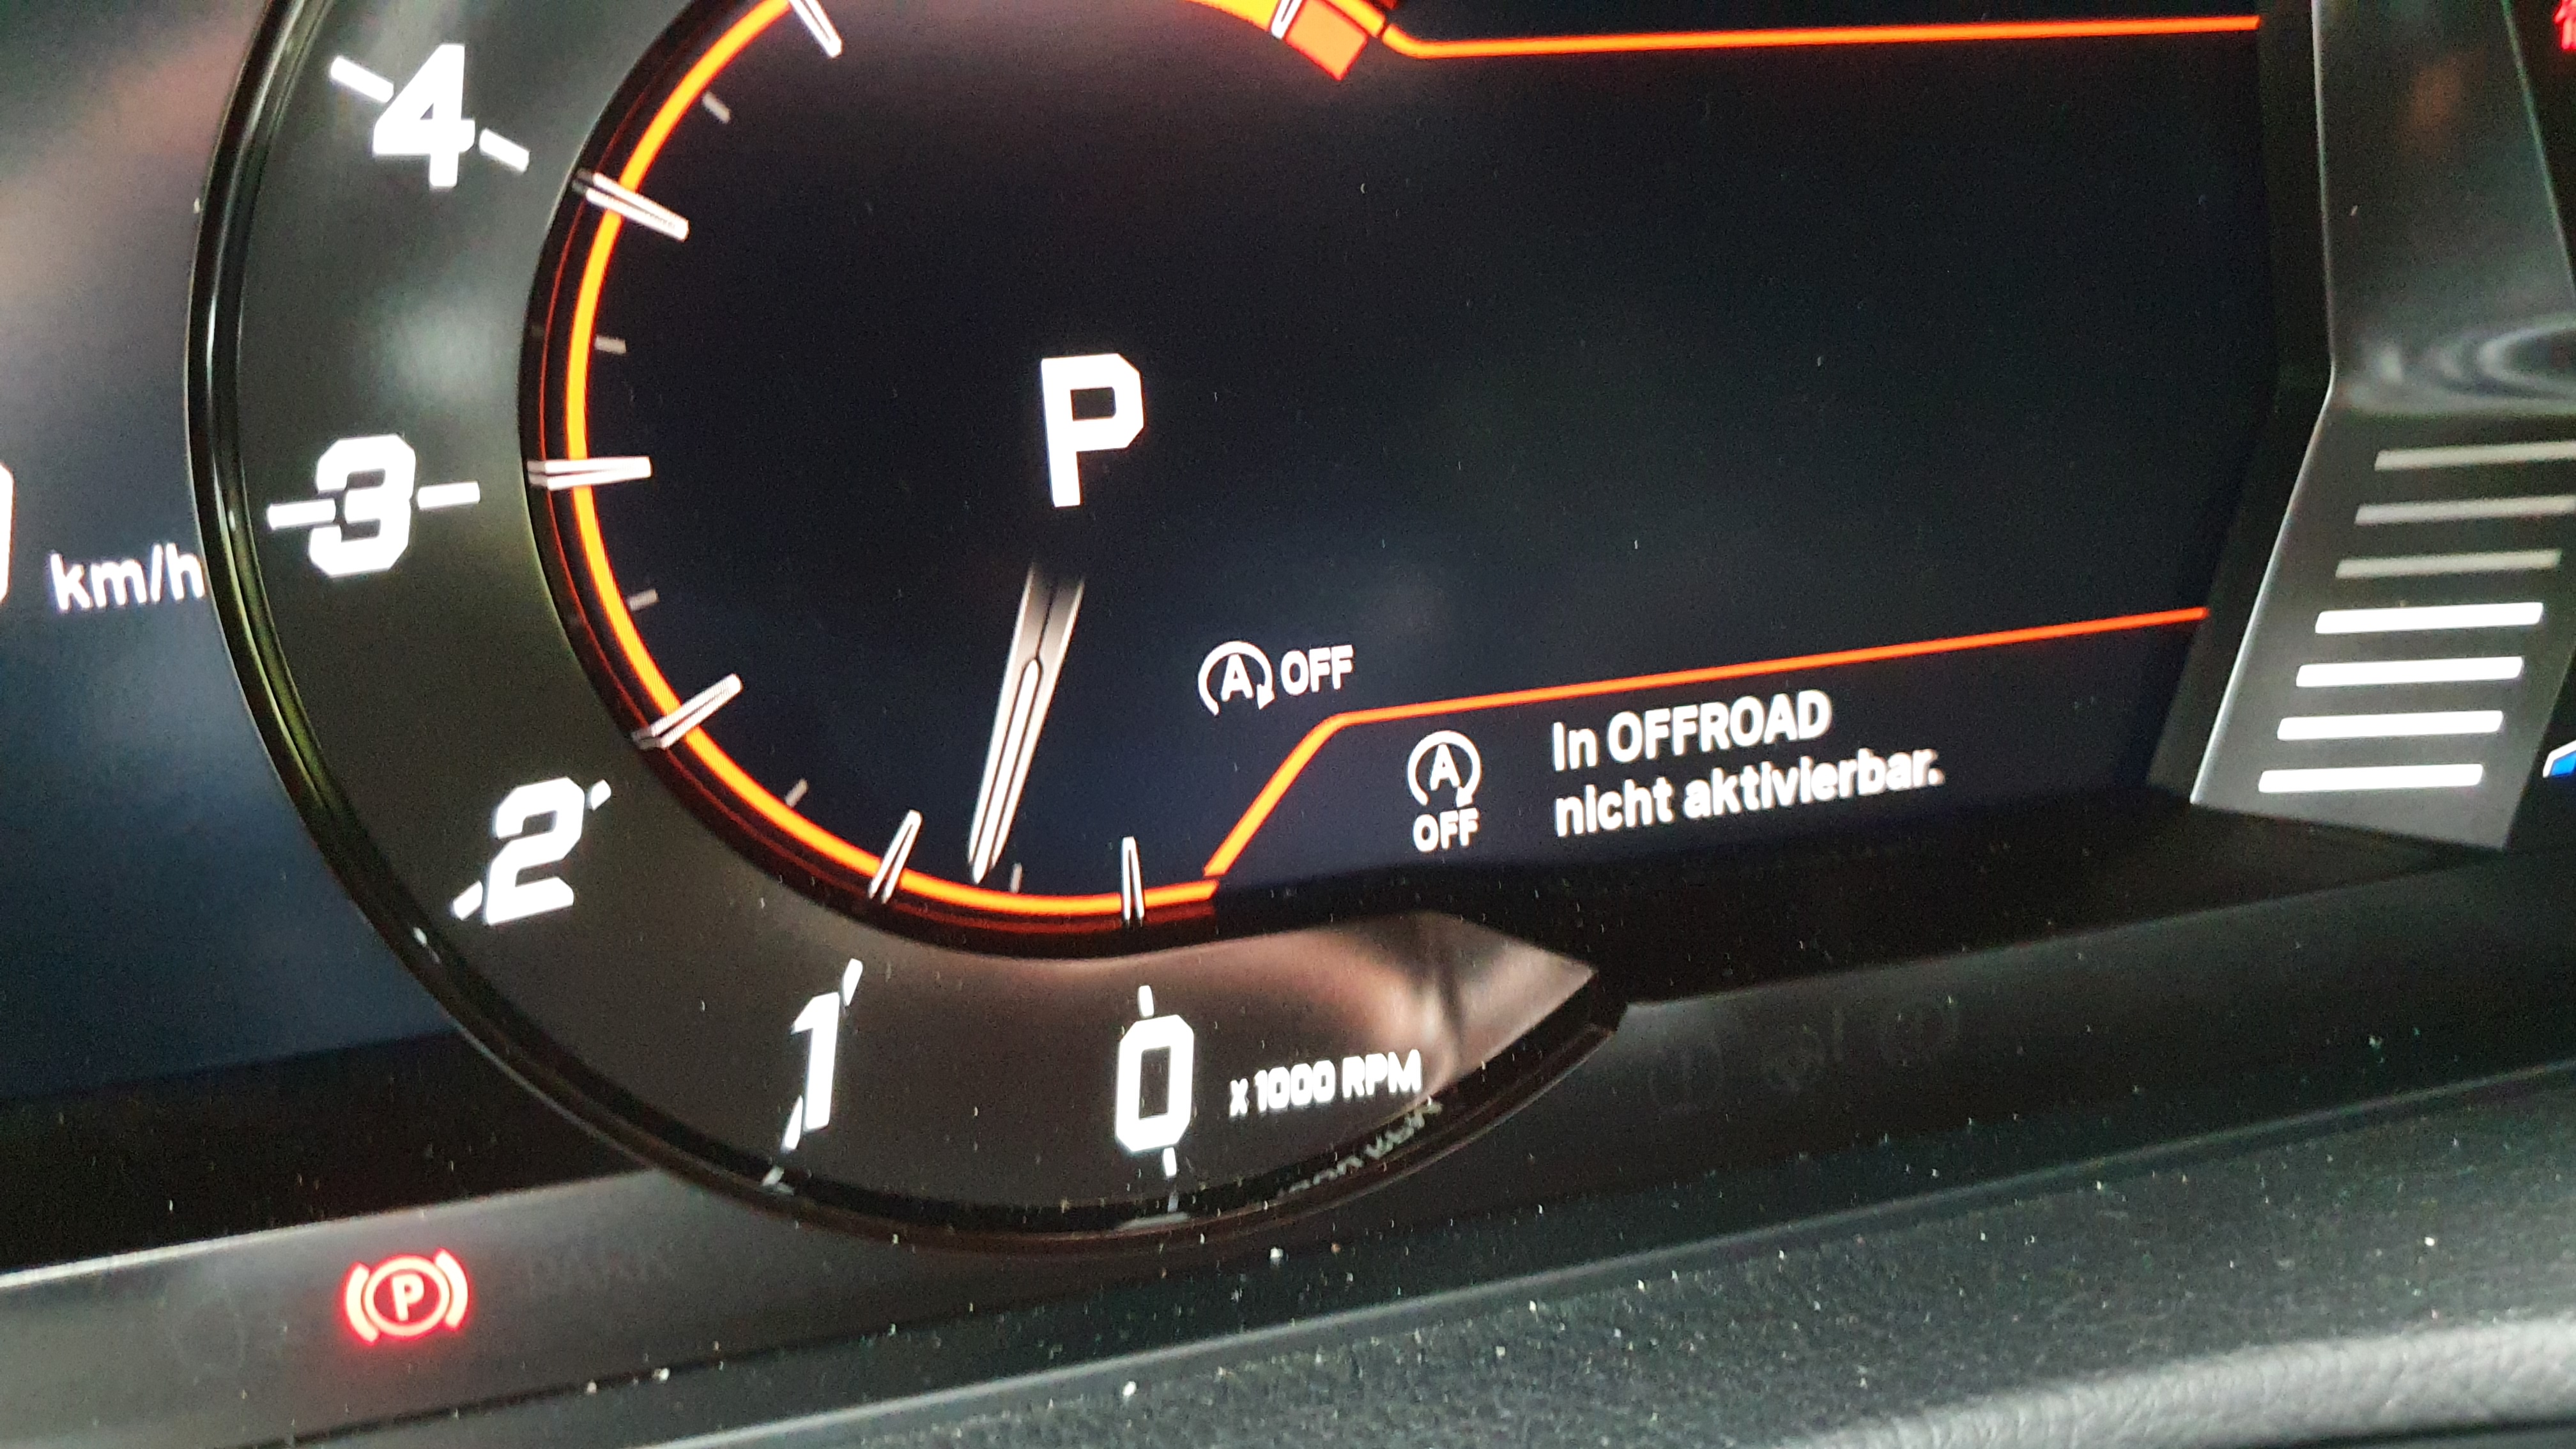 4
P
3
km/h
A OFF
In OFFROAD
nicht aktivierbar.
A
OFF
2
1
0
x 1000 RPM
P